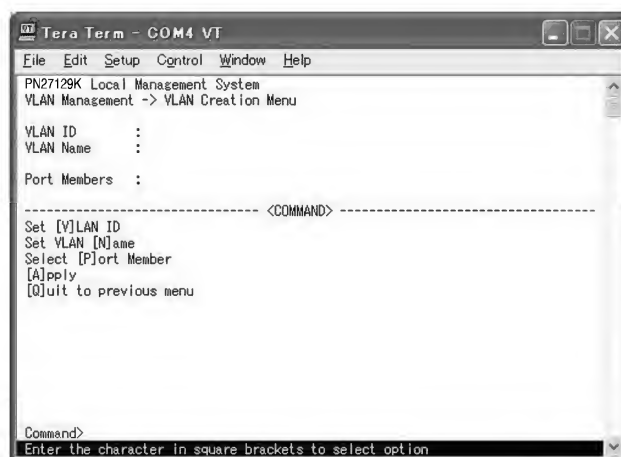 Tera Term - COM4 VT
File Edit Setup Control Window Help
PN27129K Local Management System
VLAN Management -> VLAN Creation Menu
VLAN ID :
VLAN Name :
Port Members :
------------------------------- <COMMAND> ----------------------------------
Set [V]LAN ID
Set VLAN [N]ame
Select [P]ort Member
[A]pply
[Q]uit to previous menu
Command>
Enter the character in square brackets to select option